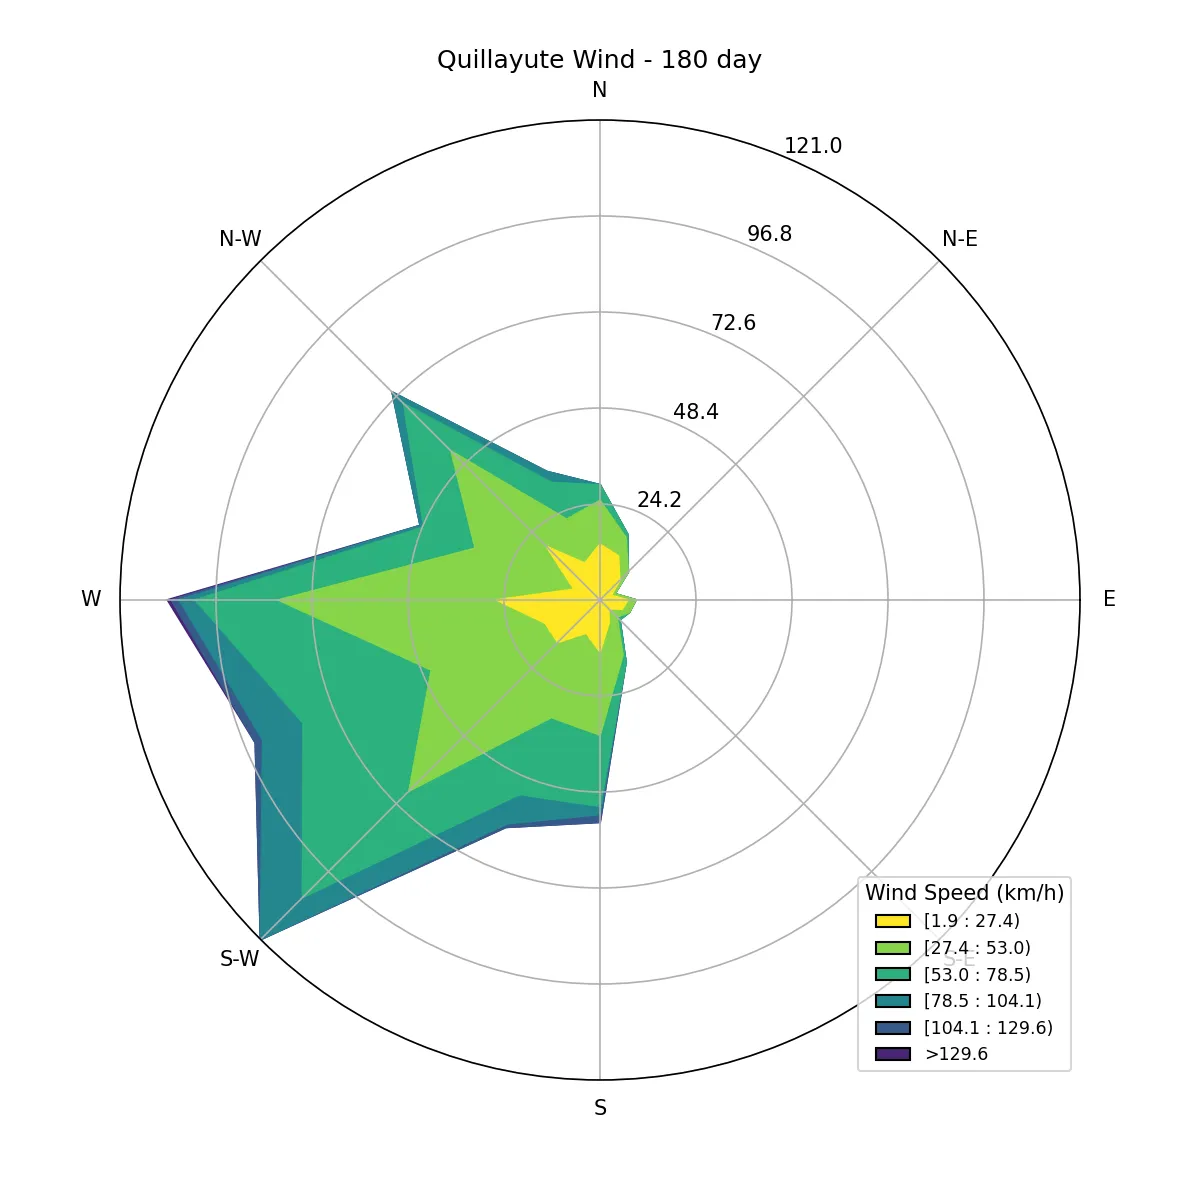 Quillayute Wind - 180 day
N
121.0
N-W
96.8
N-E
72.6
48.4
24.2
W
E
S-W
S-E
S
Wind Speed (km/h)
[1.9 : 27.4)
[27.4 : 53.0)
[53.0 : 78.5)
[78.5 : 104.1)
[104.1 : 129.6)
>129.6